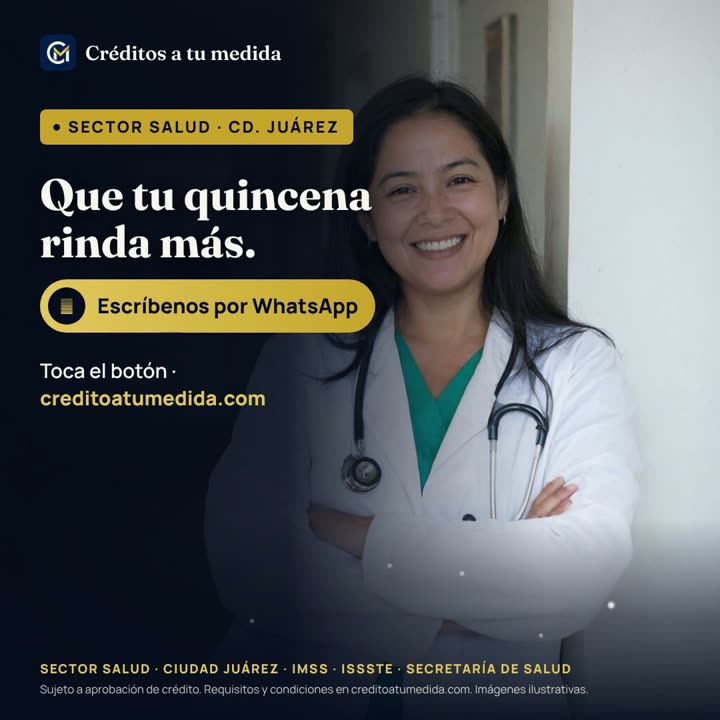 Créditos a tu medida
• SECTOR SALUD · CD. JUÁREZ
Que tu quincena
rinda más.
Escríbenos por WhatsApp
Toca el botón ·
creditoatumedida.com
SECTOR SALUD · CIUDAD JUÁREZ · IMSS · ISSSTE · SECRETARÍA DE SALUD
Sujeto a aprobación de crédito. Requisitos y condiciones en creditoatumedida.com. Imágenes ilustrativas.